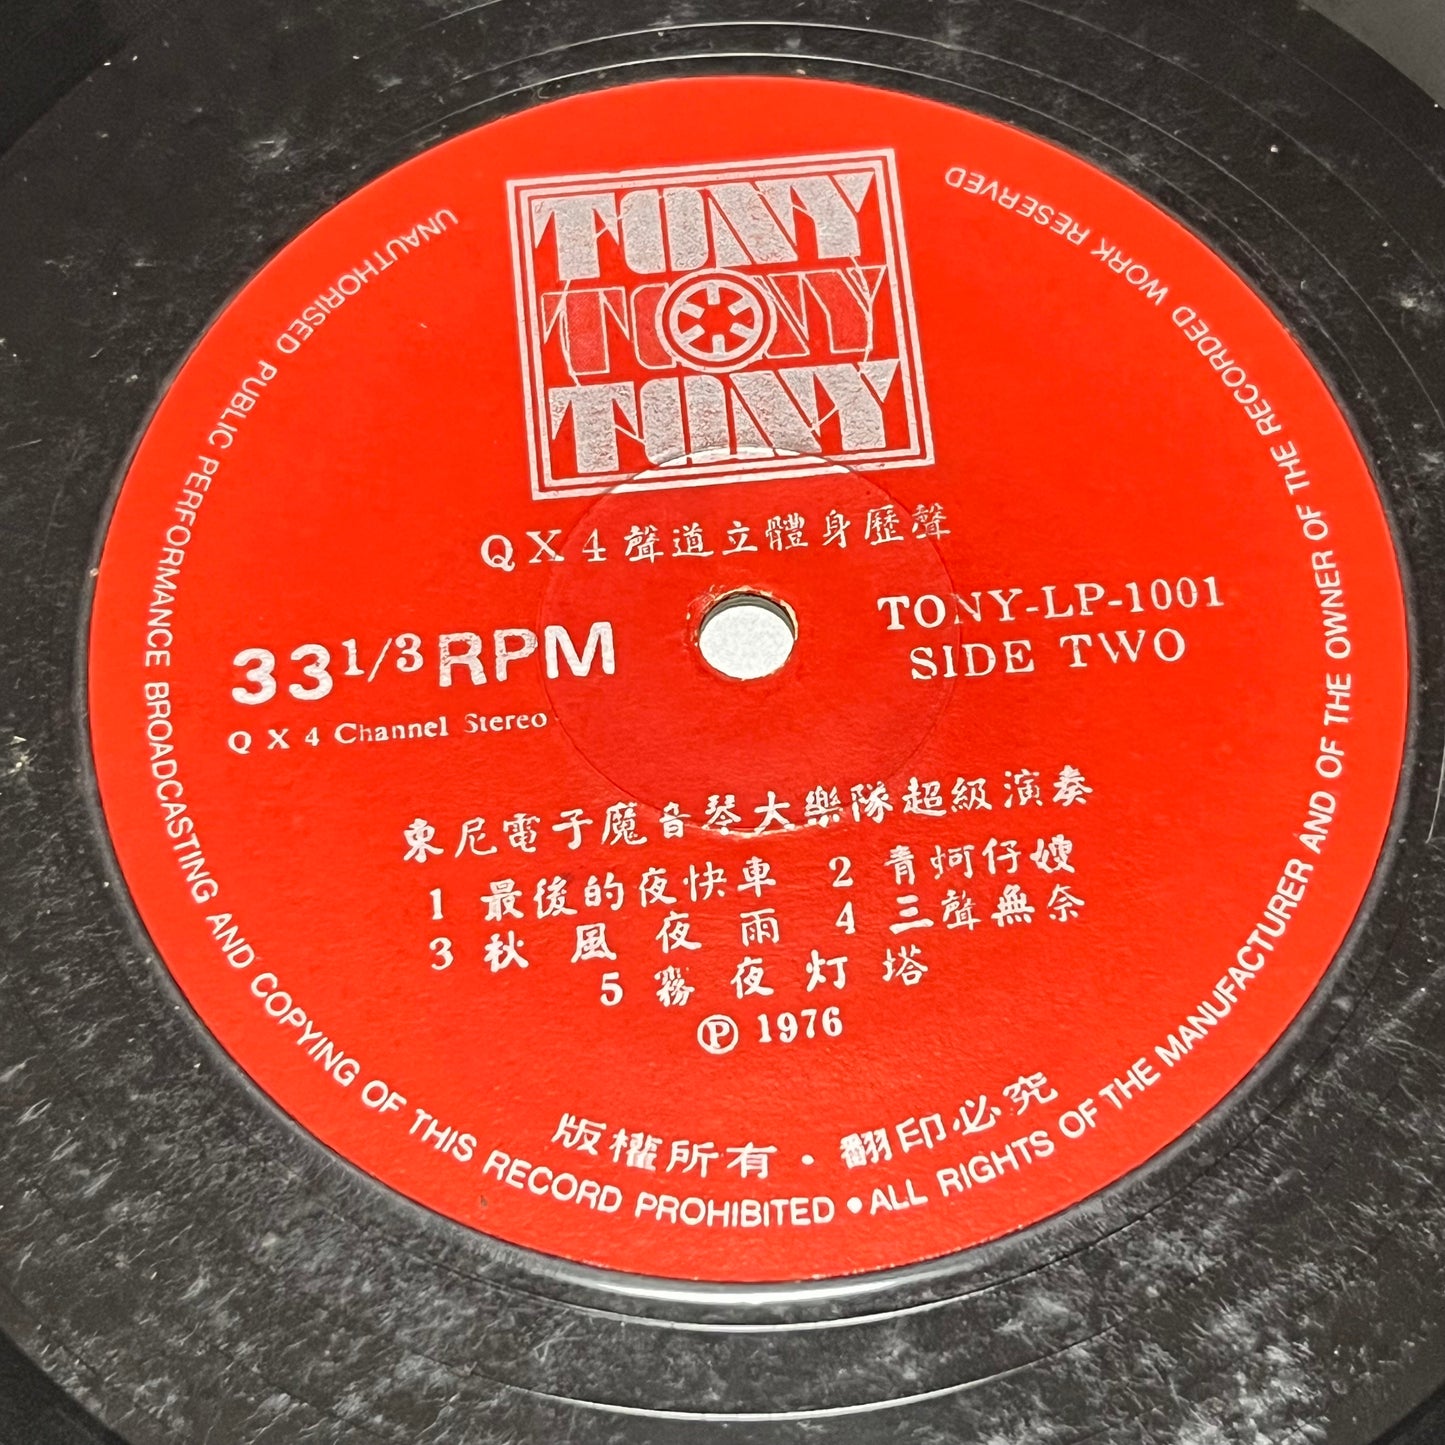 TONY
TONY
TONY
QX4聲道立體身歷聲
33 1/3 RPM
Q X 4 Channel Stereo
TONY-LP-1001
SIDE TWO
東尼電子魔音琴大樂隊超級演奏
1 最後的夜快車 2 青蚵仔嫂
3 秋風夜雨 4 三聲無奈
5 霧夜灯塔
Ⓟ 1976
版權所有・翻印必究
UNAUTHORISED PUBLIC PERFORMANCE BROADCASTING AND COPYING OF THIS RECORD PROHIBITED • ALL RIGHTS OF THE MANUFACTURER AND OF THE OWNER OF THE RECORDED WORK RESERVED